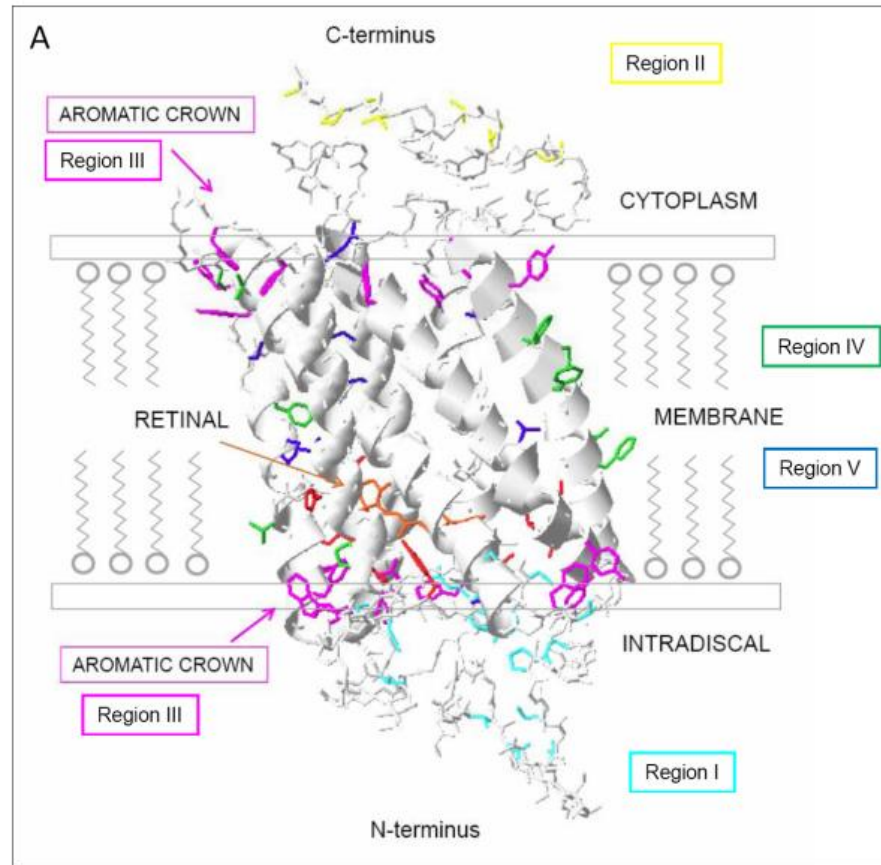 A
C-terminus
Region II
AROMATIC CROWN
Region III
CYTOPLASM
Region IV
RETINAL
MEMBRANE
Region V
INTRADISCAL
AROMATIC CROWN
Region III
Region I
N-terminus